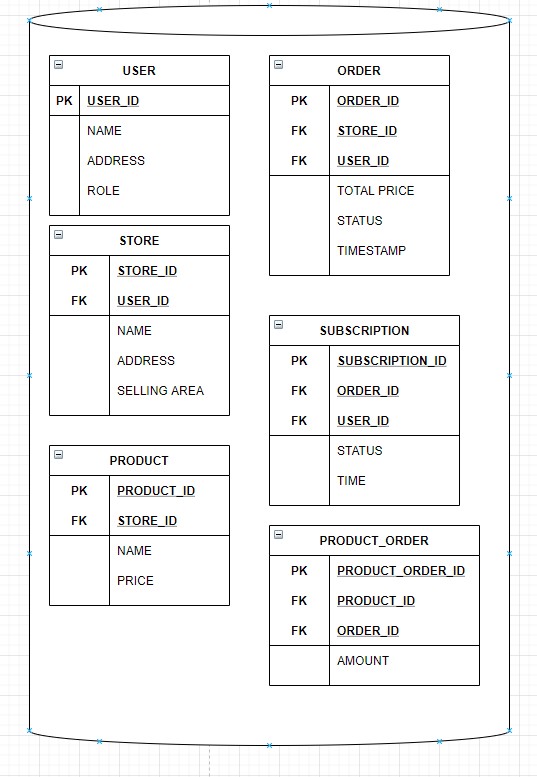 USER
PK USER_ID
NAME
ADDRESS
ROLE
STORE
PK STORE_ID
FK USER_ID
NAME
ADDRESS
SELLING AREA
PRODUCT
PK PRODUCT_ID
FK STORE_ID
NAME
PRICE
ORDER
PK ORDER_ID
FK STORE_ID
FK USER_ID
TOTAL PRICE
STATUS
TIMESTAMP
SUBSCRIPTION
PK SUBSCRIPTION_ID
FK ORDER_ID
FK USER_ID
STATUS
TIME
PRODUCT_ORDER
PK PRODUCT_ORDER_ID
FK PRODUCT_ID
FK ORDER_ID
AMOUNT